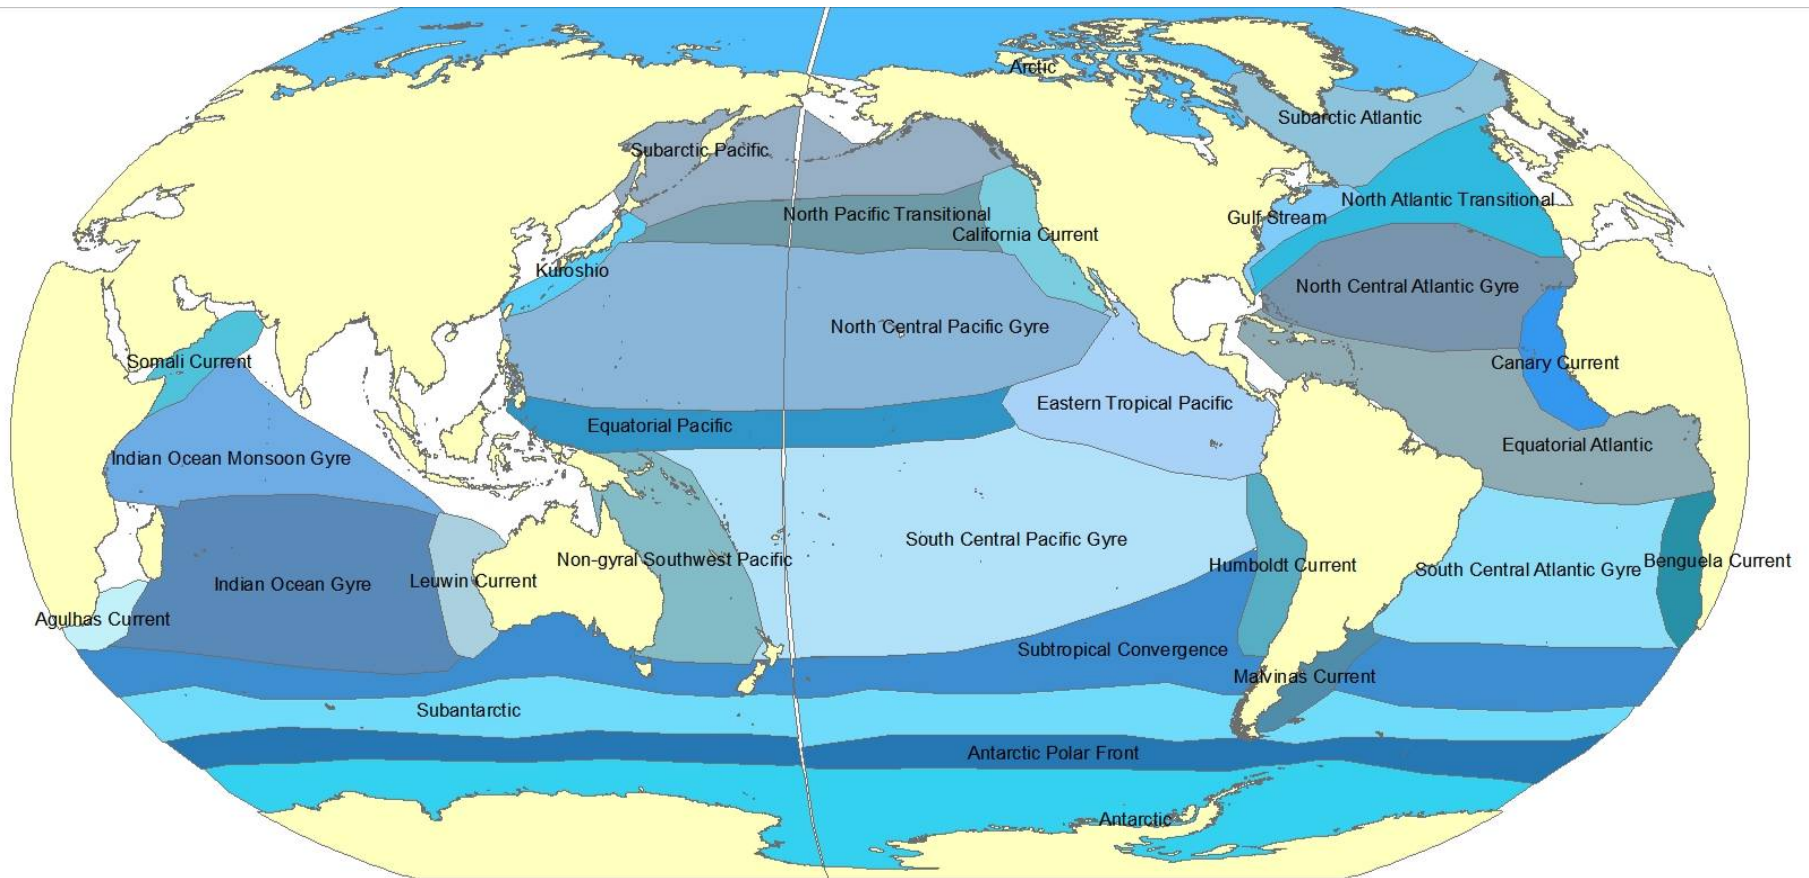 Arctic
Subarctic Atlantic
Subarctic Pacific
North Atlantic Transitional
North Pacific Transitional
Gulf Stream
California Current
Kuroshio
North Central Atlantic Gyre
North Central Pacific Gyre
Somali Current
Canary Current
Eastern Tropical Pacific
Equatorial Pacific
Equatorial Atlantic
Indian Ocean Monsoon Gyre
South Central Pacific Gyre
Non-gyral Southwest Pacific
Humboldt Current
South Central Atlantic Gyre
Benguela Current
Indian Ocean Gyre
Leuwin Current
Agulhas Current
Subtropical Convergence
Malvinas Current
Subantarctic
Antarctic Polar Front
Antarctic